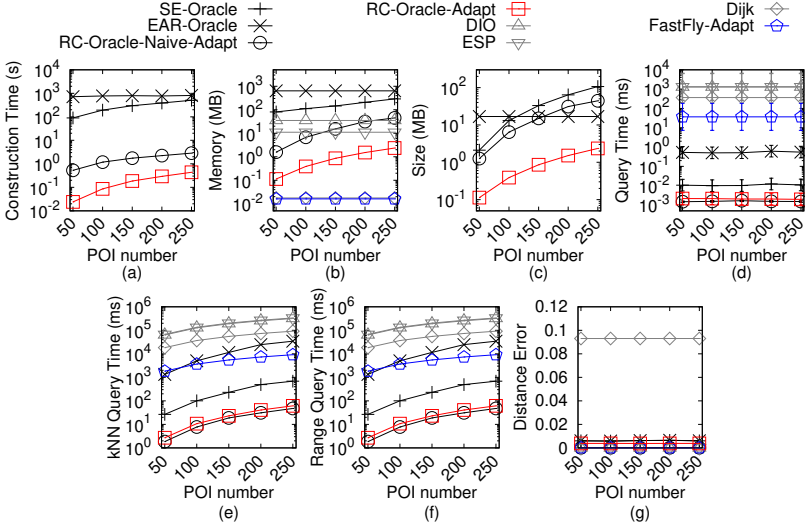 SE-Oracle
EAR-Oracle
RC-Oracle-Naive-Adapt
RC-Oracle-Adapt
DIO
ESP
Dijk
FastFly-Adapt
Construction Time (s)
10^4
10^3
10^2
10^1
10^0
10^-1
10^-2
50
100
150
200
250
POI number
(a)
Memory (MB)
10^3
10^2
10^1
10^0
10^-1
10^-2
50
100
150
200
250
POI number
(b)
Size (MB)
10^2
10^1
10^0
10^-1
50
100
150
200
250
POI number
(c)
Query Time (ms)
10^4
10^3
10^2
10^1
10^0
10^-1
10^-2
10^-3
50
100
150
200
250
POI number
(d)
kNN Query Time (ms)
10^6
10^5
10^4
10^3
10^2
10^1
10^0
50
100
150
200
250
POI number
(e)
Range Query Time (ms)
10^6
10^5
10^4
10^3
10^2
10^1
10^0
50
100
150
200
250
POI number
(f)
Distance Error
0.12
0.1
0.08
0.06
0.04
0.02
0
50
100
150
200
250
POI number
(g)